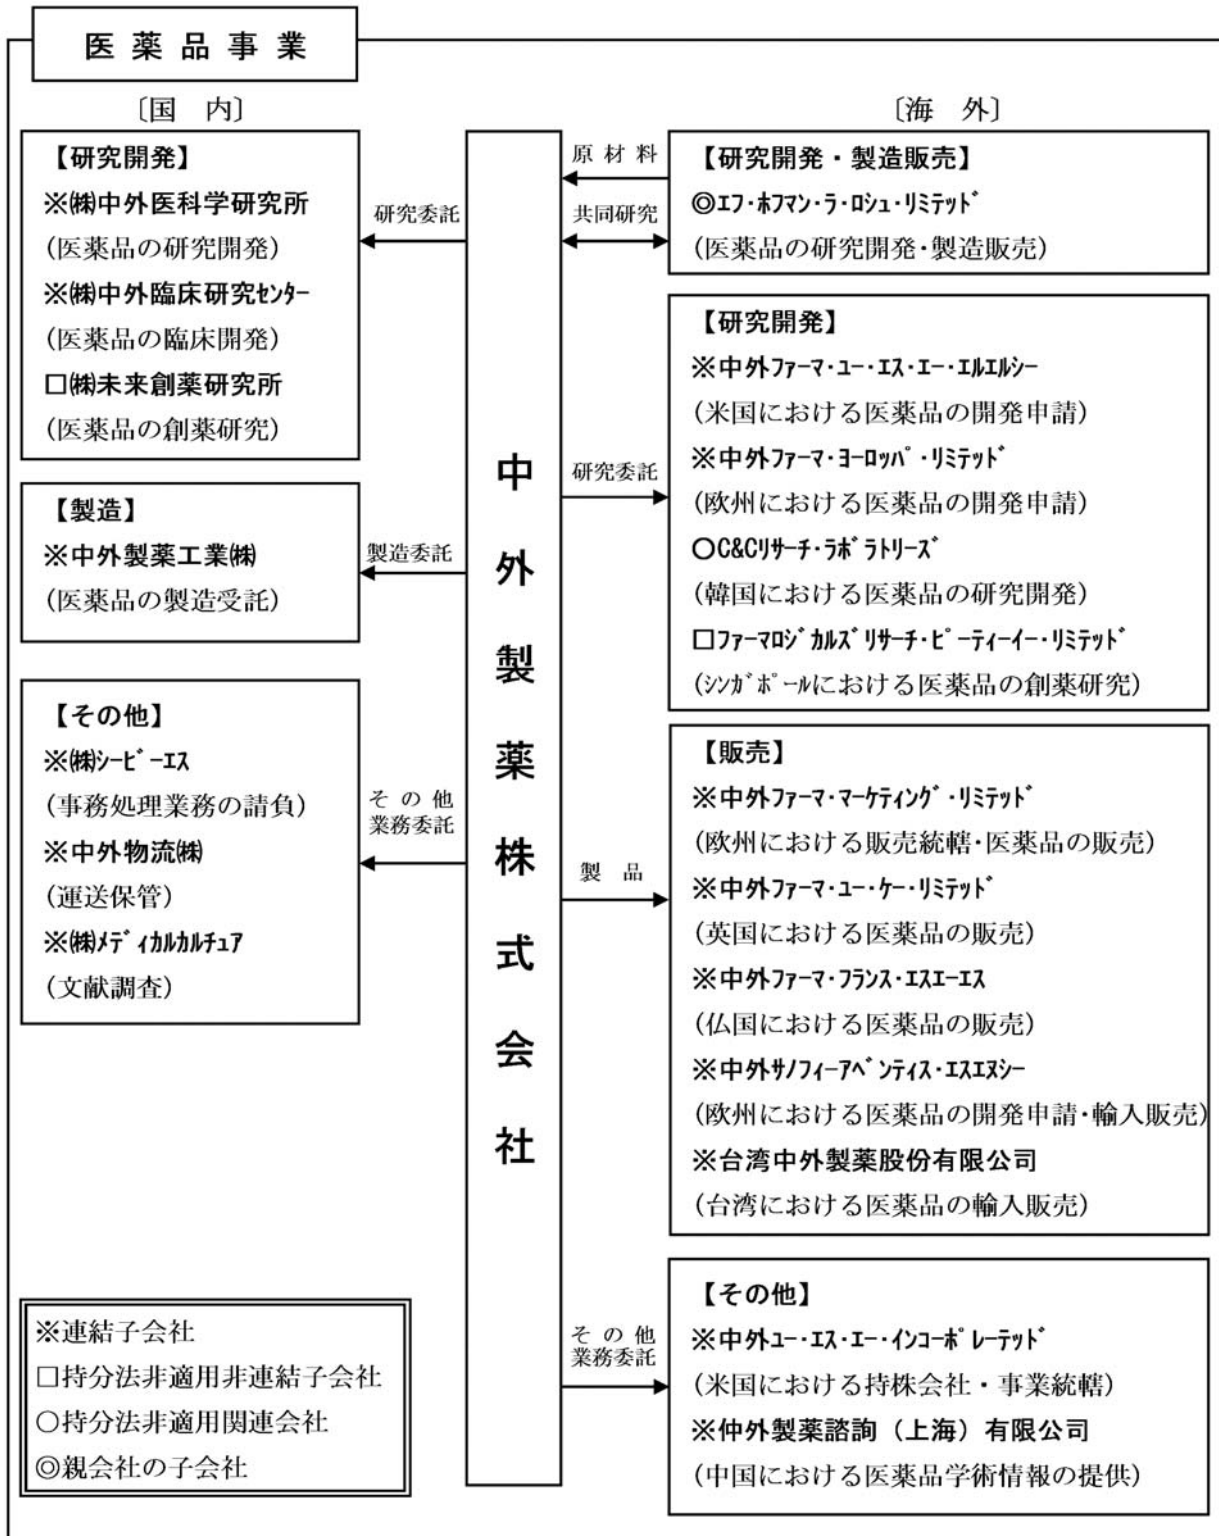 医薬品事業
〔国 内〕
【研究開発】
※㈱中外医科学研究所
(医薬品の研究開発)
※㈱中外臨床研究ｾﾝﾀｰ
(医薬品の臨床開発)
□㈱未来創薬研究所
(医薬品の創薬研究)
【製造】
※中外製薬工業㈱
(医薬品の製造受託)
【その他】
※㈱ｼｰﾋﾞｰｴｽ
(事務処理業務の請負)
※中外物流㈱
(運送保管)
※㈱ﾒﾃﾞｨｶﾙｶﾙﾁｭｱ
(文献調査)
※連結子会社
□持分法非適用非連結子会社
○持分法非適用関連会社
◎親会社の子会社
研究委託
製造委託
その他
業務委託
中外製薬株式会社
原材料
共同研究
研究委託
製 品
その他
業務委託
〔海 外〕
【研究開発・製造販売】
◎ｴﾌ･ﾎﾌﾏﾝ･ﾗ･ﾛｼｭ･ﾘﾐﾃｯﾄﾞ
(医薬品の研究開発･製造販売)
【研究開発】
※中外ﾌｧｰﾏ･ﾕｰ･ｴｽ･ｴｰ･ｴﾙｴﾙｼｰ
(米国における医薬品の開発申請)
※中外ﾌｧｰﾏ･ﾖｰﾛｯﾊﾟ･ﾘﾐﾃｯﾄﾞ
(欧州における医薬品の開発申請)
○C&Cﾘｻｰﾁ･ﾗﾎﾞﾗﾄﾘｰｽﾞ
(韓国における医薬品の研究開発)
□ﾌｧｰﾏﾛｼﾞｶﾙｽﾞﾘｻｰﾁ･ﾋﾟｰﾃｨｰｲｰ･ﾘﾐﾃｯﾄﾞ
(ｼﾝｶﾞﾎﾟｰﾙにおける医薬品の創薬研究)
【販売】
※中外ﾌｧｰﾏ･ﾏｰｹﾃｨﾝｸﾞ･ﾘﾐﾃｯﾄﾞ
(欧州における販売統轄･医薬品の販売)
※中外ﾌｧｰﾏ･ﾕｰ･ｹｰ･ﾘﾐﾃｯﾄﾞ
(英国における医薬品の販売)
※中外ﾌｧｰﾏ･ﾌﾗﾝｽ･ｴｽｴｰｴｽ
(仏国における医薬品の販売)
※中外ｻﾉﾌｨｰｱﾍﾞﾝﾃｨｽ･ｴｽｴﾇｼｰ
(欧州における医薬品の開発申請･輸入販売)
※台湾中外製薬股份有限公司
(台湾における医薬品の輸入販売)
【その他】
※中外ﾕｰ･ｴｽ･ｴｰ･ｲﾝｺｰﾎﾟﾚｰﾃｯﾄﾞ
(米国における持株会社・事業統轄)
※仲外製薬諮詢（上海）有限公司
(中国における医薬品学術情報の提供)